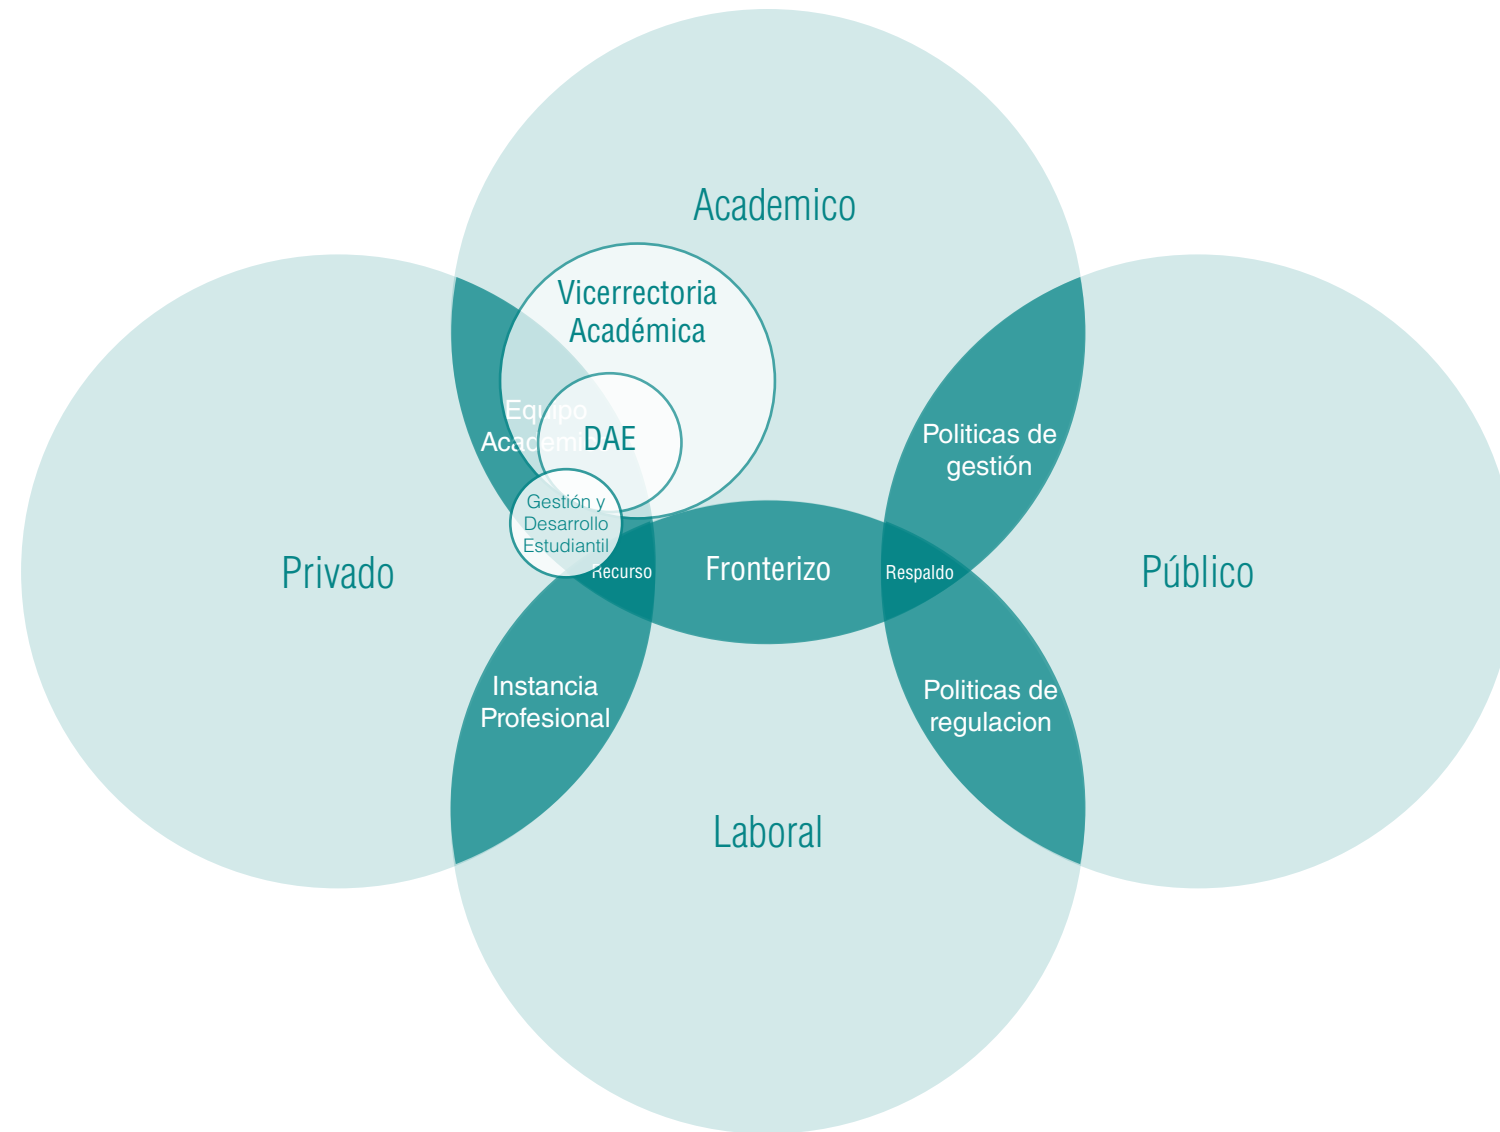 Academico
Vicerrectoria
Académica
Equipo
Academico
DAE
Politicas de
gestión
Gestión y
Desarrollo
Estudiantil
Privado
Recurso
Fronterizo
Respaldo
Público
Instancia
Profesional
Politicas de
regulacion
Laboral